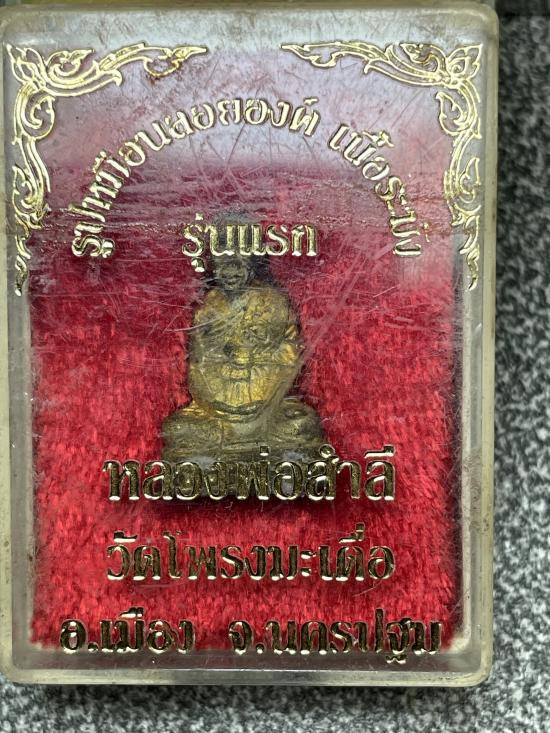 รูปเหมือนลอยองค์ เนื้อระฆัง
รุ่นแรก
หลวงพ่อสำลี
วัดโพรงมะเดื่อ
อ.เมือง จ.นครปฐม